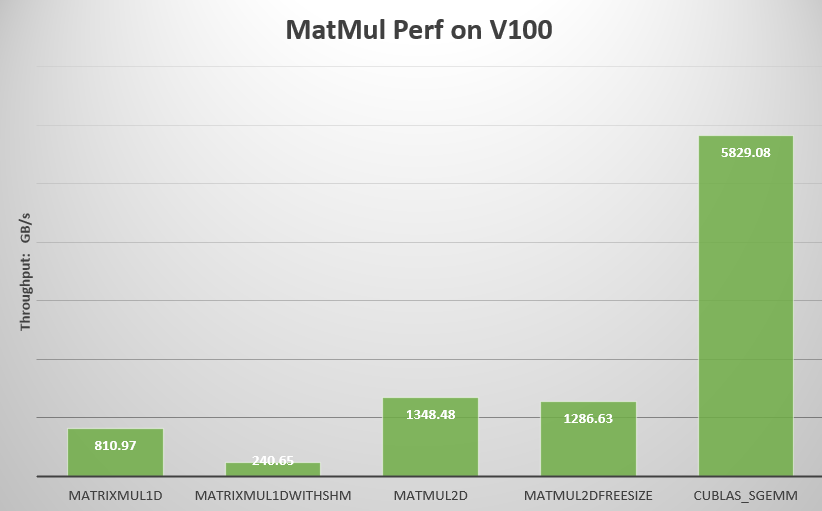 MatMul Perf on V100
Throughput: GB/s
810.97
240.65
1348.48
1286.63
5829.08
MATRIXMUL1D
MATRIXMUL1DWITHSHM
MATMUL2D
MATMUL2DFREESIZE
CUBLAS_SGEMM